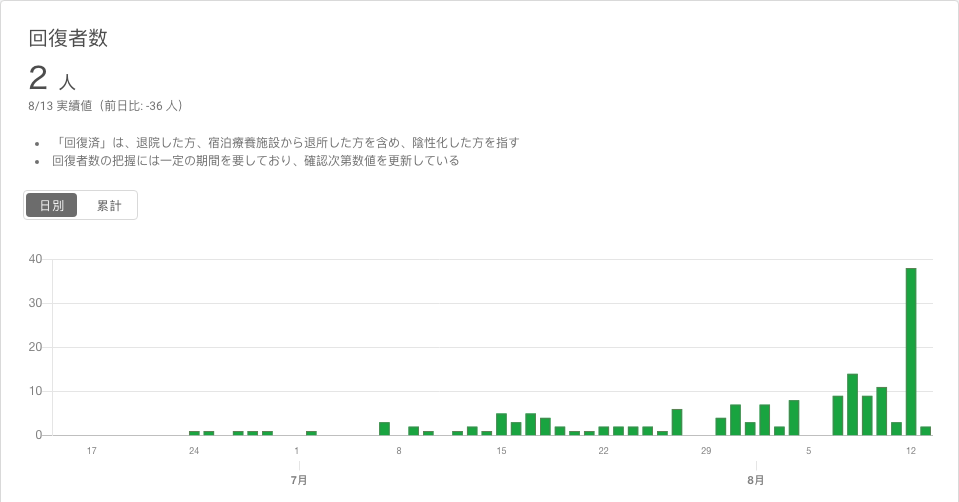 回復者数
2 人
8/13 実績値（前日比: -36 人）
• 「回復済」は、退院した方、宿泊療養施設から退所した方を含め、陰性化した方を指す
• 回復者数の把握には一定の期間を要しており、確認次第数値を更新している
日別 累計
40
30
20
10
0
17 24 1 8 15 22 29 5 12
7月 8月